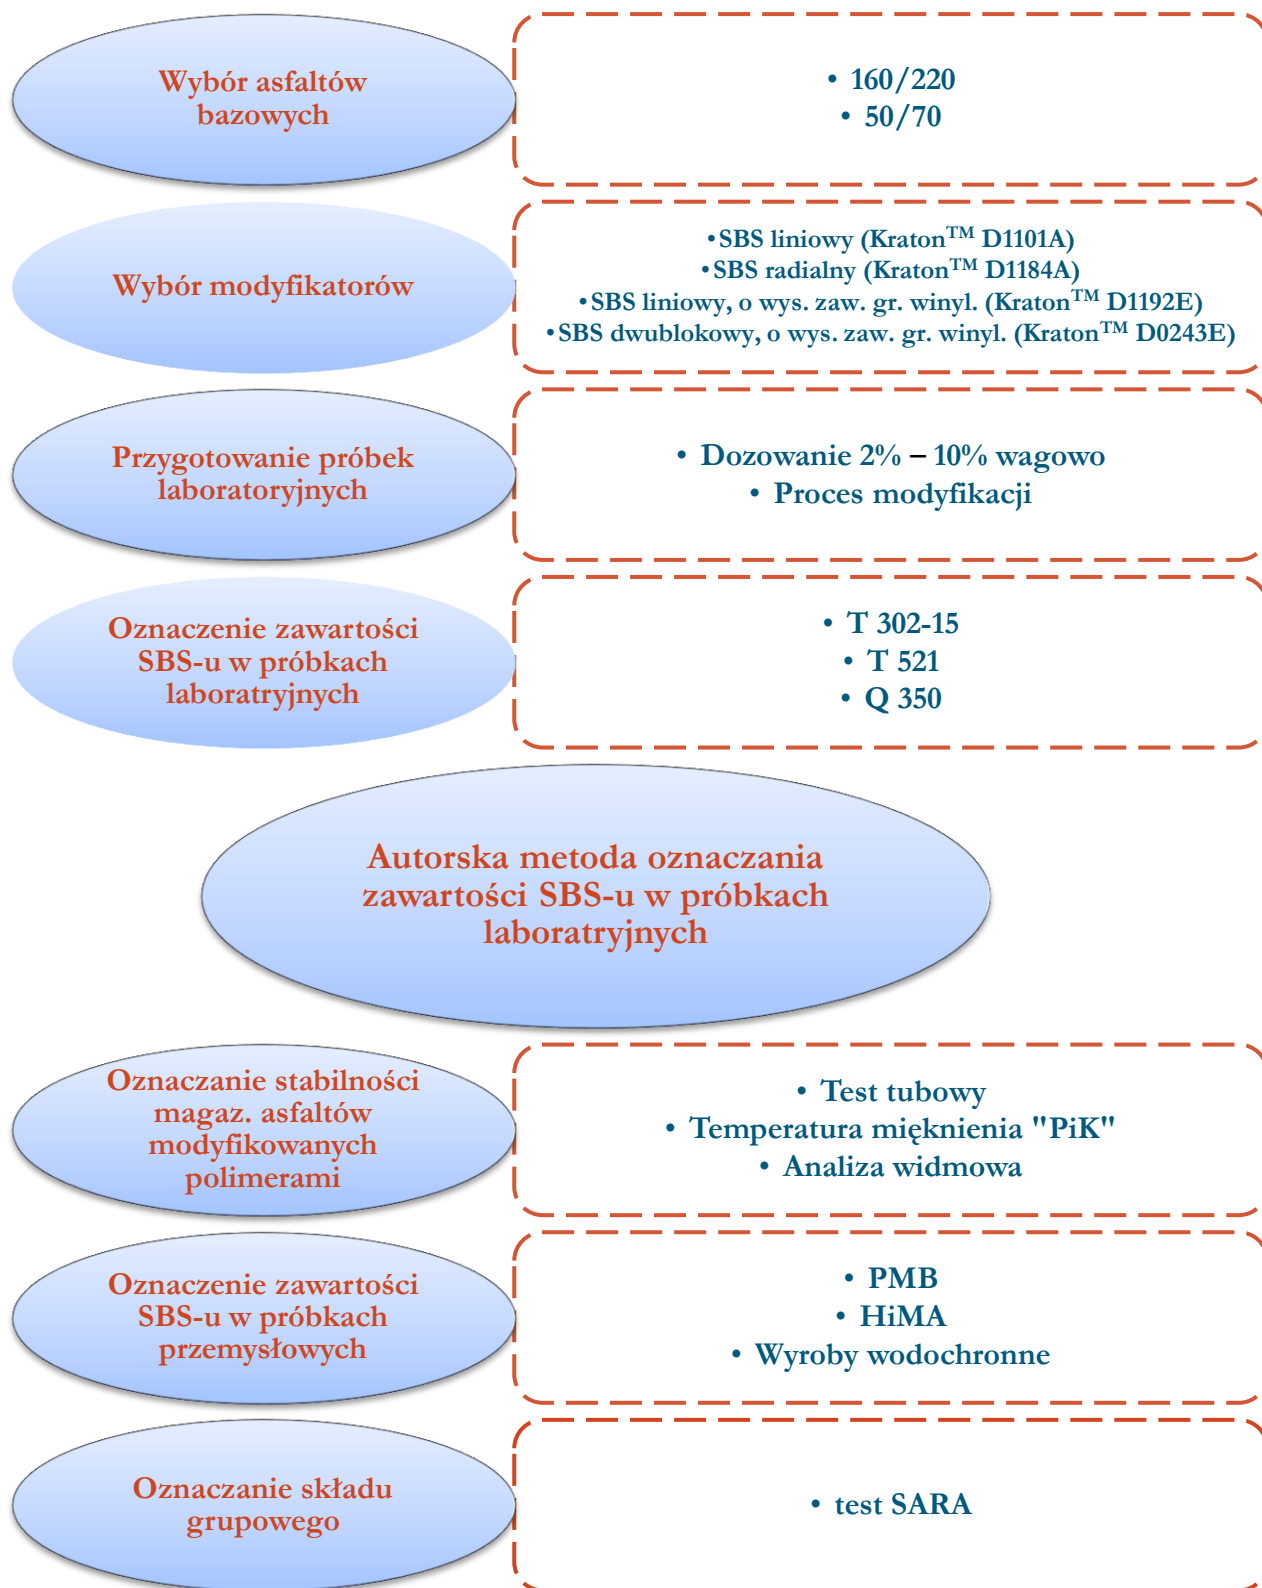 Wybór asfaltów
bazowych
• 160/220
• 50/70
Wybór modyfikatorów
•SBS liniowy (Kraton™ D1101A)
•SBS radialny (Kraton™ D1184A)
•SBS liniowy, o wys. zaw. gr. winyl. (Kraton™ D1192E)
•SBS dwublokowy, o wys. zaw. gr. winyl. (Kraton™ D0243E)
Przygotowanie próbek
laboratoryjnych
• Dozowanie 2% – 10% wagowo
• Proces modyfikacji
Oznaczenie zawartości
SBS-u w próbkach
laboratryjnych
• T 302-15
• T 521
• Q 350
Autorska metoda oznaczania
zawartości SBS-u w próbkach
laboratryjnych
Oznaczanie stabilności
magaz. asfaltów
modyfikowanych
polimerami
• Test tubowy
• Temperatura mięknienia "PiK"
• Analiza widmowa
Oznaczenie zawartości
SBS-u w próbkach
przemysłowych
• PMB
• HiMA
• Wyroby wodochronne
Oznaczanie składu
grupowego
• test SARA